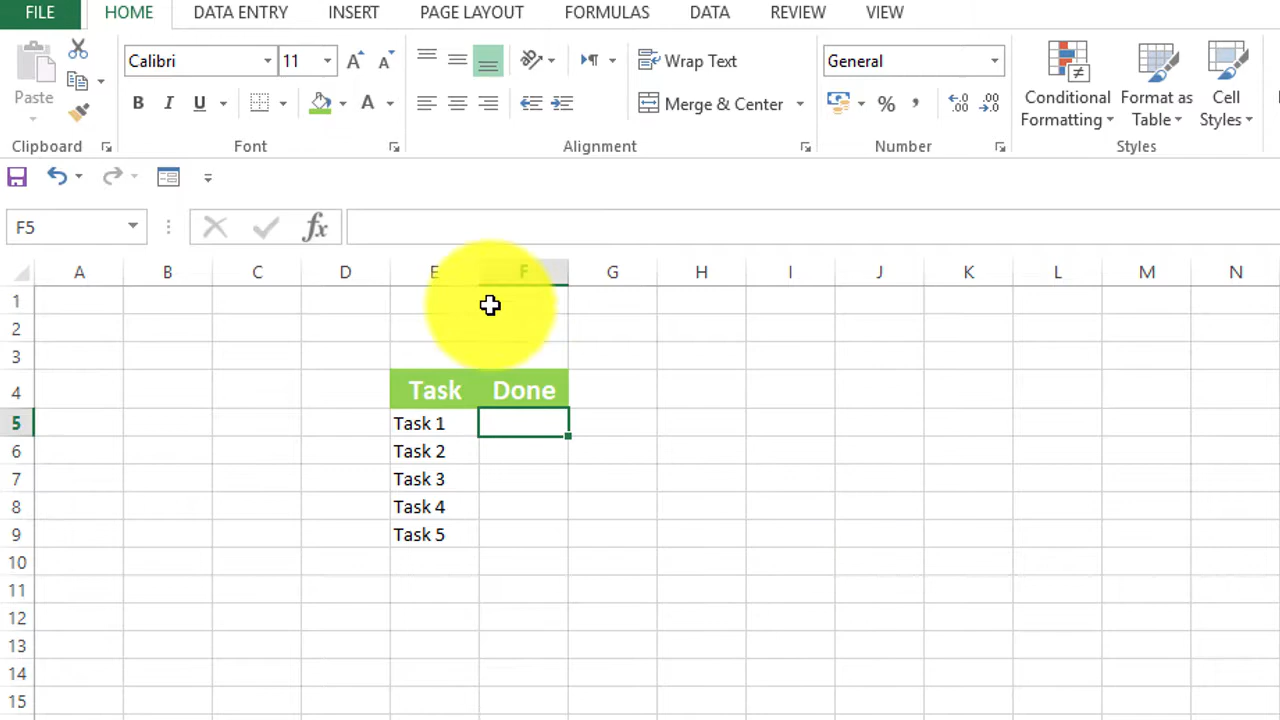 FILE HOME DATA ENTRY INSERT PAGE LAYOUT FORMULAS DATA REVIEW VIEW
Calibri 11 A A Wrap Text General
Paste B I U A Merge & Center % , .00 .00 Conditional Formatting Format as Table Cell Styles
Clipboard Font Alignment Number Styles
F5 fx
A B C D E F G H I J K L M N
1
2
3
4 Task Done
5 Task 1
6 Task 2
7 Task 3
8 Task 4
9 Task 5
10
11
12
13
14
15